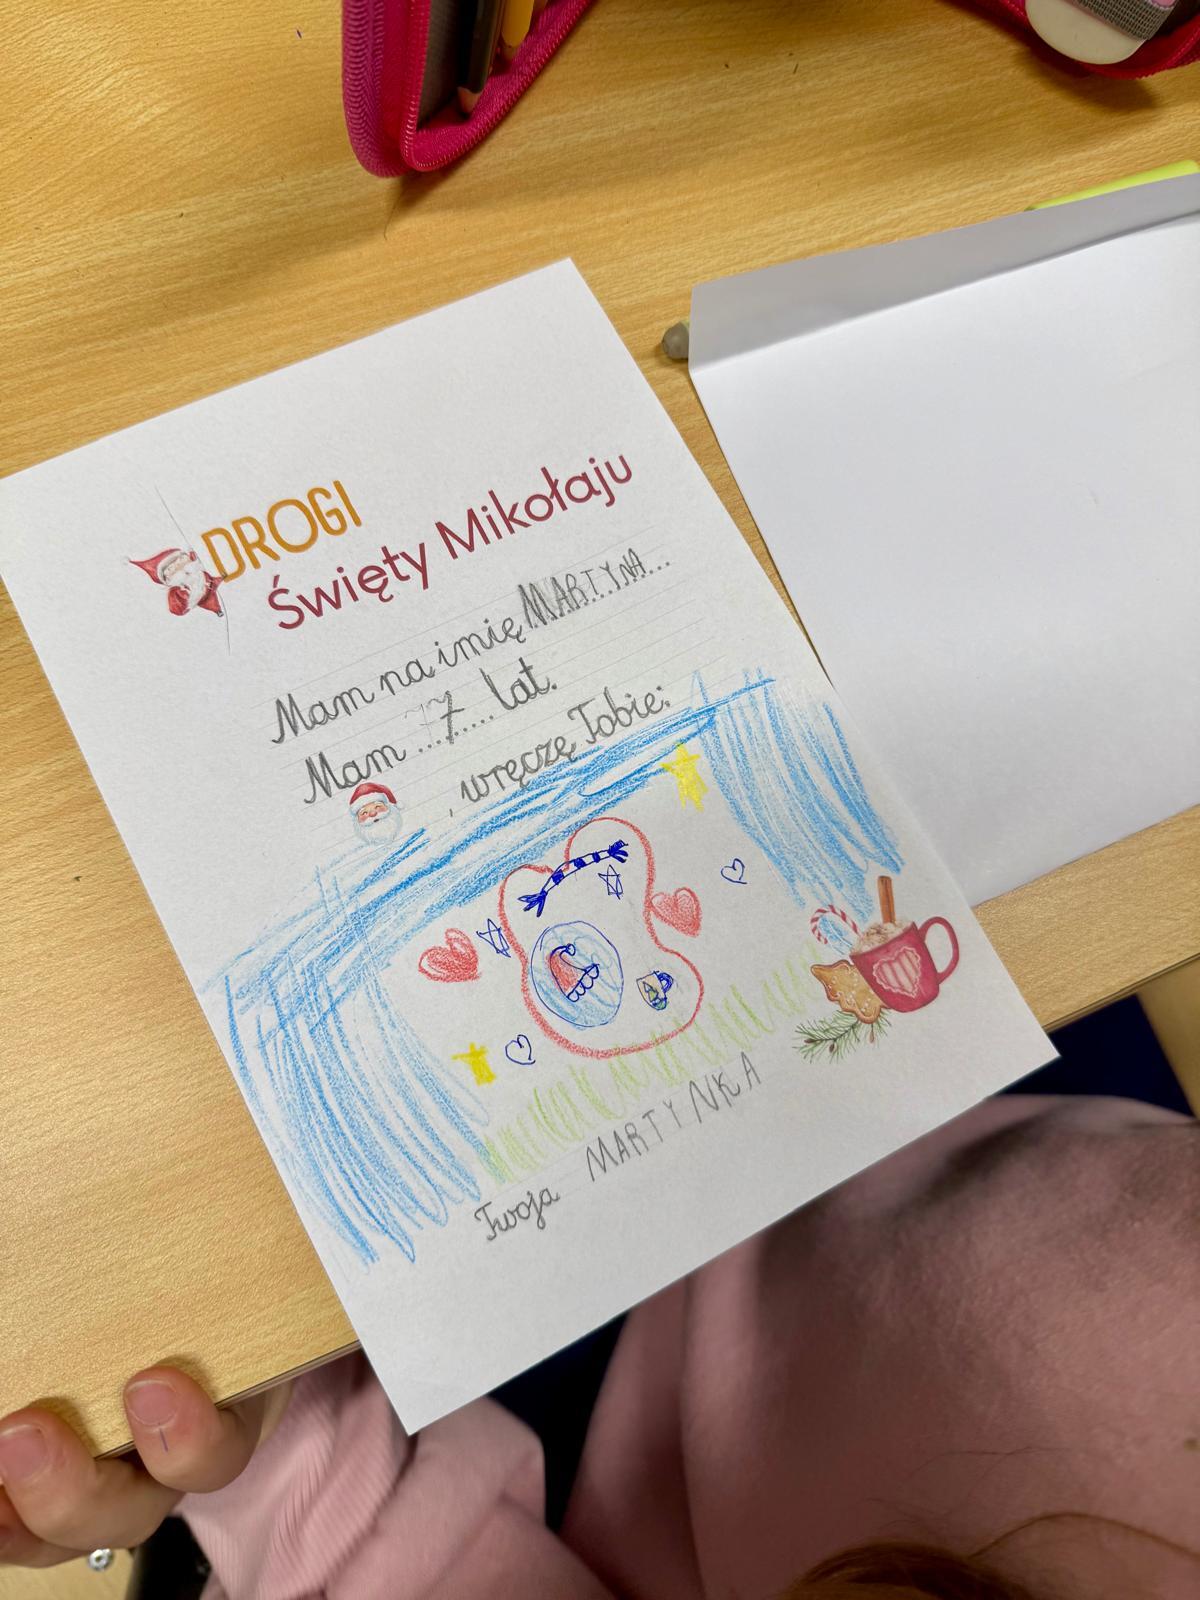 DROGI
Święty Mikołaju
Mam na imię MARTYNA...
Mam ...7.... lat.
, wręczę Tobie:
Twoja MARTYNKA